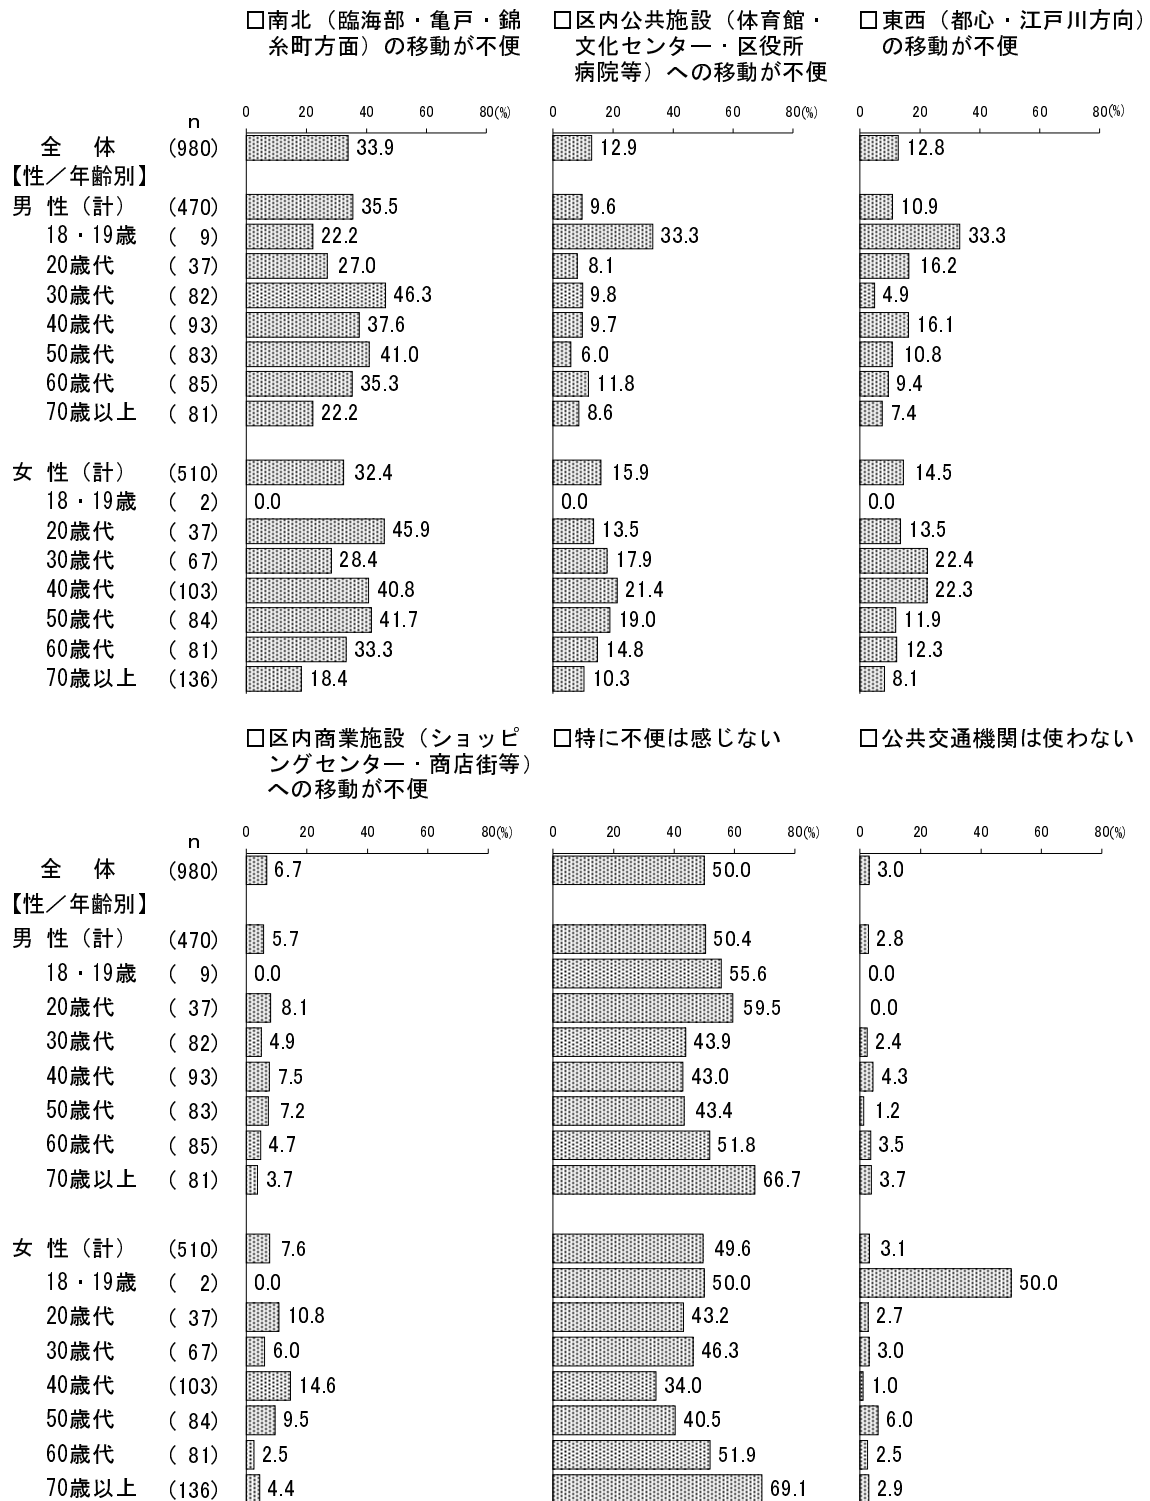 □南北（臨海部・亀戸・錦
糸町方面）の移動が不便
□区内公共施設（体育館・
文化センター・区役所
病院等）への移動が不便
□東西（都心・江戸川方向）
の移動が不便
n 0 20 40 60 80(%) 0 20 40 60 80(%) 0 20 40 60 80(%)
全 体 (980) 33.9 12.9 12.8
【性／年齢別】
男 性（計） (470) 35.5 9.6 10.9
18・19歳 ( 9) 22.2 33.3 33.3
20歳代 ( 37) 27.0 8.1 16.2
30歳代 ( 82) 46.3 9.8 4.9
40歳代 ( 93) 37.6 9.7 16.1
50歳代 ( 83) 41.0 6.0 10.8
60歳代 ( 85) 35.3 11.8 9.4
70歳以上 ( 81) 22.2 8.6 7.4
女 性（計） (510) 32.4 15.9 14.5
18・19歳 ( 2) 0.0 0.0 0.0
20歳代 ( 37) 45.9 13.5 13.5
30歳代 ( 67) 28.4 17.9 22.4
40歳代 (103) 40.8 21.4 22.3
50歳代 ( 84) 41.7 19.0 11.9
60歳代 ( 81) 33.3 14.8 12.3
70歳以上 (136) 18.4 10.3 8.1
□区内商業施設（ショッピ
ングセンター・商店街等）
への移動が不便
□特に不便は感じない
□公共交通機関は使わない
n 0 20 40 60 80(%) 0 20 40 60 80(%) 0 20 40 60 80(%)
全 体 (980) 6.7 50.0 3.0
【性／年齢別】
男 性（計） (470) 5.7 50.4 2.8
18・19歳 ( 9) 0.0 55.6 0.0
20歳代 ( 37) 8.1 59.5 0.0
30歳代 ( 82) 4.9 43.9 2.4
40歳代 ( 93) 7.5 43.0 4.3
50歳代 ( 83) 7.2 43.4 1.2
60歳代 ( 85) 4.7 51.8 3.5
70歳以上 ( 81) 3.7 66.7 3.7
女 性（計） (510) 7.6 49.6 3.1
18・19歳 ( 2) 0.0 50.0 50.0
20歳代 ( 37) 10.8 43.2 2.7
30歳代 ( 67) 6.0 46.3 3.0
40歳代 (103) 14.6 34.0 1.0
50歳代 ( 84) 9.5 40.5 6.0
60歳代 ( 81) 2.5 51.9 2.5
70歳以上 (136) 4.4 69.1 2.9